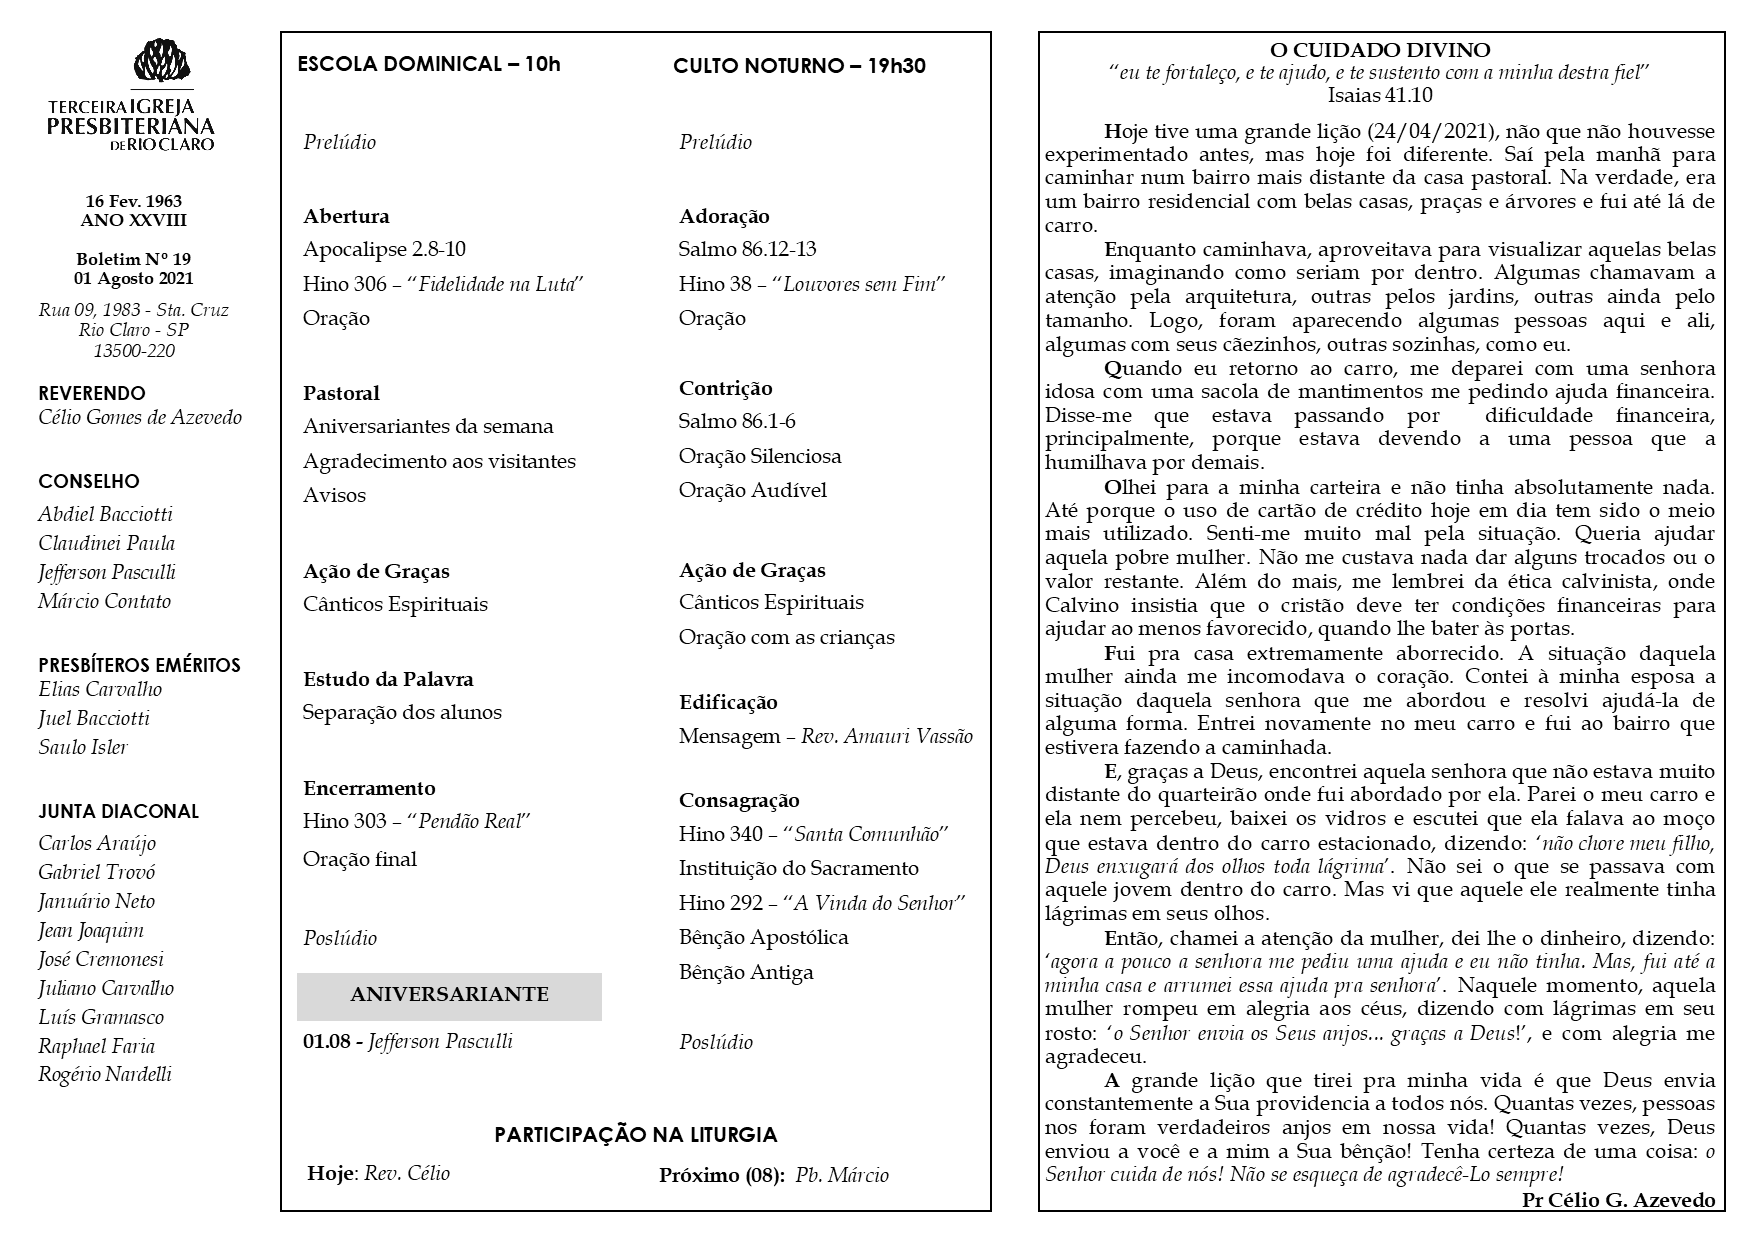 TERCEIRA IGREJA
PRESBITERIANA
DE RIO CLARO
16 Fev. 1963
ANO XXVIII
Boletim Nº 19
01 Agosto 2021
Rua 09, 1983 - Sta. Cruz
Rio Claro - SP
13500-220
REVERENDO
Célio Gomes de Azevedo
CONSELHO
Abdiel Bacciotti
Claudinei Paula
Jefferson Pasculli
Márcio Contato
PRESBÍTEROS EMÉRITOS
Elias Carvalho
Juel Bacciotti
Saulo Isler
JUNTA DIACONAL
Carlos Araújo
Gabriel Trovó
Januário Neto
Jean Joaquim
José Cremonesi
Juliano Carvalho
Luís Gramasco
Raphael Faria
Rogério Nardelli
ESCOLA DOMINICAL – 10h
Prelúdio
Abertura
Apocalipse 2.8-10
Hino 306 – “Fidelidade na Luta”
Oração
Pastoral
Aniversariantes da semana
Agradecimento aos visitantes
Avisos
Ação de Graças
Cânticos Espirituais
Estudo da Palavra
Separação dos alunos
Encerramento
Hino 303 – “Pendão Real”
Oração final
Poslúdio
ANIVERSARIANTE
01.08 - Jefferson Pasculli
CULTO NOTURNO – 19h30
Prelúdio
Adoração
Salmo 86.12-13
Hino 38 – “Louvores sem Fim”
Oração
Contrição
Salmo 86.1-6
Oração Silenciosa
Oração Audível
Ação de Graças
Cânticos Espirituais
Oração com as crianças
Edificação
Mensagem – Rev. Amauri Vassão
Consagração
Hino 340 – “Santa Comunhão”
Instituição do Sacramento
Hino 292 – “A Vinda do Senhor”
Bênção Apostólica
Bênção Antiga
Poslúdio
PARTICIPAÇÃO NA LITURGIA
Hoje: Rev. Célio
Próximo (08): Pb. Márcio
O CUIDADO DIVINO
“eu te fortaleço, e te ajudo, e te sustento com a minha destra fiel”
Isaias 41.10
Hoje tive uma grande lição (24/04/2021), não que não houvesse
experimentado antes, mas hoje foi diferente. Saí pela manhã para
caminhar num bairro mais distante da casa pastoral. Na verdade, era
um bairro residencial com belas casas, praças e árvores e fui até lá de
carro.
Enquanto caminhava, aproveitava para visualizar aquelas belas
casas, imaginando como seriam por dentro. Algumas chamavam a
atenção pela arquitetura, outras pelos jardins, outras ainda pelo
tamanho. Logo, foram aparecendo algumas pessoas aqui e ali,
algumas com seus cãezinhos, outras sozinhas, como eu.
Quando eu retorno ao carro, me deparei com uma senhora
idosa com uma sacola de mantimentos me pedindo ajuda financeira.
Disse-me que estava passando por dificuldade financeira,
principalmente, porque estava devendo a uma pessoa que a
humilhava por demais.
Olhei para a minha carteira e não tinha absolutamente nada.
Até porque o uso de cartão de crédito hoje em dia tem sido o meio
mais utilizado. Senti-me muito mal pela situação. Queria ajudar
aquela pobre mulher. Não me custava nada dar alguns trocados ou o
valor restante. Além do mais, me lembrei da ética calvinista, onde
Calvino insistia que o cristão deve ter condições financeiras para
ajudar ao menos favorecido, quando lhe bater às portas.
Fui pra casa extremamente aborrecido. A situação daquela
mulher ainda me incomodava o coração. Contei à minha esposa a
situação daquela senhora que me abordou e resolvi ajudá-la de
alguma forma. Entrei novamente no meu carro e fui ao bairro que
estivera fazendo a caminhada.
E, graças a Deus, encontrei aquela senhora que não estava muito
distante do quarteirão onde fui abordado por ela. Parei o meu carro e
ela nem percebeu, baixei os vidros e escutei que ela falava ao moço
que estava dentro do carro estacionado, dizendo: ‘não chore meu filho,
Deus enxugará dos olhos toda lágrima’. Não sei o que se passava com
aquele jovem dentro do carro. Mas vi que aquele ele realmente tinha
lágrimas em seus olhos.
Então, chamei a atenção da mulher, dei lhe o dinheiro, dizendo:
‘agora a pouco a senhora me pediu uma ajuda e eu não tinha. Mas, fui até a
minha casa e arrumei essa ajuda pra senhora’. Naquele momento, aquela
mulher rompeu em alegria aos céus, dizendo com lágrimas em seu
rosto: ‘o Senhor envia os Seus anjos... graças a Deus!’, e com alegria me
agradeceu.
A grande lição que tirei pra minha vida é que Deus envia
constantemente a Sua providencia a todos nós. Quantas vezes, pessoas
nos foram verdadeiros anjos em nossa vida! Quantas vezes, Deus
enviou a você e a mim a Sua bênção! Tenha certeza de uma coisa: o
Senhor cuida de nós! Não se esqueça de agradecê-Lo sempre!
Pr Célio G. Azevedo